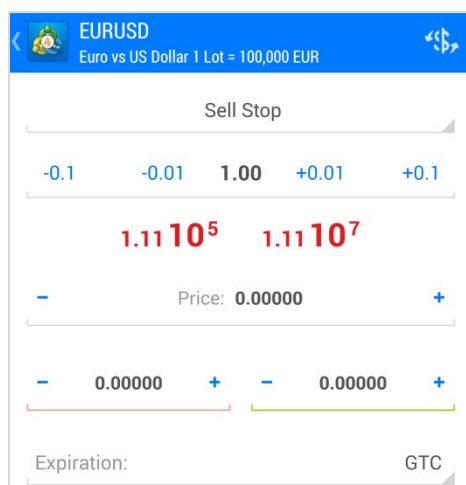 EURUSD
Euro vs US Dollar 1 Lot = 100,000 EUR
Sell Stop
-0.1 -0.01 1.00 +0.01 +0.1
1.11105 1.11107
- Price: 0.00000 +
- 0.00000 + - 0.00000 +
Expiration: GTC